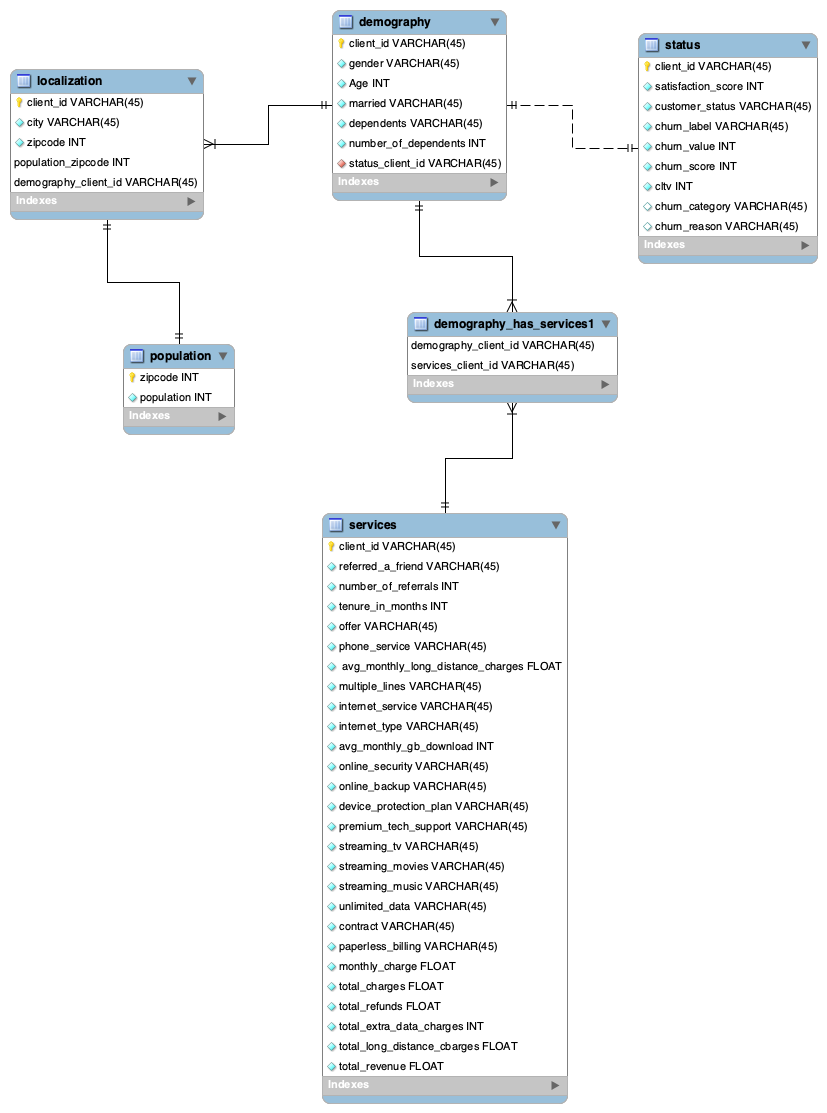 demography
client_id VARCHAR(45)
gender VARCHAR(45)
Age INT
married VARCHAR(45)
dependents VARCHAR(45)
number_of_dependents INT
status_client_id VARCHAR(45)
Indexes
status
client_id VARCHAR(45)
satisfaction_score INT
customer_status VARCHAR(45)
churn_label VARCHAR(45)
churn_value INT
churn_score INT
cltv INT
churn_category VARCHAR(45)
churn_reason VARCHAR(45)
Indexes
localization
client_id VARCHAR(45)
city VARCHAR(45)
zipcode INT
population_zipcode INT
demography_client_id VARCHAR(45)
Indexes
demography_has_services1
demography_client_id VARCHAR(45)
services_client_id VARCHAR(45)
Indexes
population
zipcode INT
population INT
Indexes
services
client_id VARCHAR(45)
referred_a_friend VARCHAR(45)
number_of_referrals INT
tenure_in_months INT
offer VARCHAR(45)
phone_service VARCHAR(45)
avg_monthly_long_distance_charges FLOAT
multiple_lines VARCHAR(45)
internet_service VARCHAR(45)
internet_type VARCHAR(45)
avg_monthly_gb_download INT
online_security VARCHAR(45)
online_backup VARCHAR(45)
device_protection_plan VARCHAR(45)
premium_tech_support VARCHAR(45)
streaming_tv VARCHAR(45)
streaming_movies VARCHAR(45)
streaming_music VARCHAR(45)
unlimited_data VARCHAR(45)
contract VARCHAR(45)
paperless_billing VARCHAR(45)
monthly_charge FLOAT
total_charges FLOAT
total_refunds FLOAT
total_extra_data_charges INT
total_long_distance_cbarges FLOAT
total_revenue FLOAT
Indexes